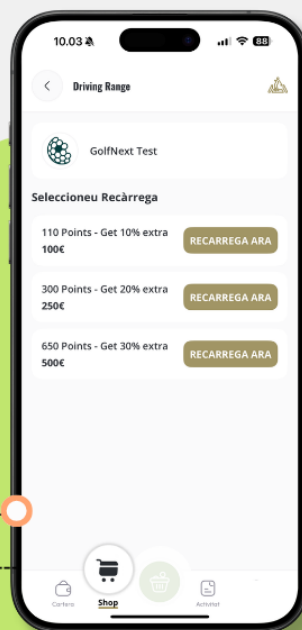 10.03
88
Driving Range
GolfNext Test
Seleccioneu Recàrrega
110 Points - Get 10% extra
100€
RECARREGA ARA
300 Points - Get 20% extra
250€
RECARREGA ARA
650 Points - Get 30% extra
500€
RECARREGA ARA
Cartera
Shop
Activitat